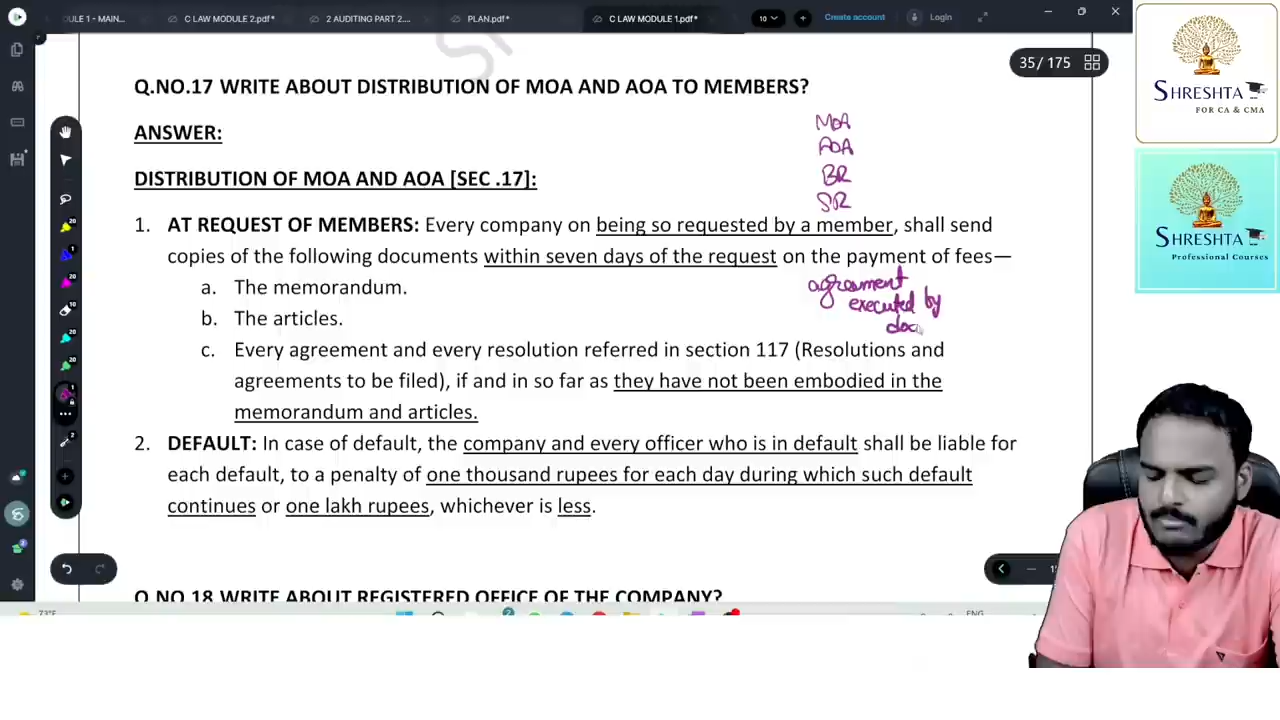 ULE 1 - MAIN...
C LAW MODULE 2.pdf*
2 AUDITING PART 2....
PLAN.pdf*
C LAW MODULE 1.pdf*
10
Create account
Login
35/175
SHRESHTA
FOR CA & CMA
SHRESHTA
Professional Courses
Q.NO.17 WRITE ABOUT DISTRIBUTION OF MOA AND AOA TO MEMBERS?
ANSWER:
MOA
AOA
BR
SR
DISTRIBUTION OF MOA AND AOA [SEC .17]:
1. AT REQUEST OF MEMBERS: Every company on being so requested by a member, shall send
copies of the following documents within seven days of the request on the payment of fees—
a. The memorandum.
b. The articles.
agreement
executed by
doc
c. Every agreement and every resolution referred in section 117 (Resolutions and
agreements to be filed), if and in so far as they have not been embodied in the
memorandum and articles.
2. DEFAULT: In case of default, the company and every officer who is in default shall be liable for
each default, to a penalty of one thousand rupees for each day during which such default
continues or one lakh rupees, whichever is less.
Q.NO.18 WRITE ABOUT REGISTERED OFFICE OF THE COMPANY?
73°F
ENG